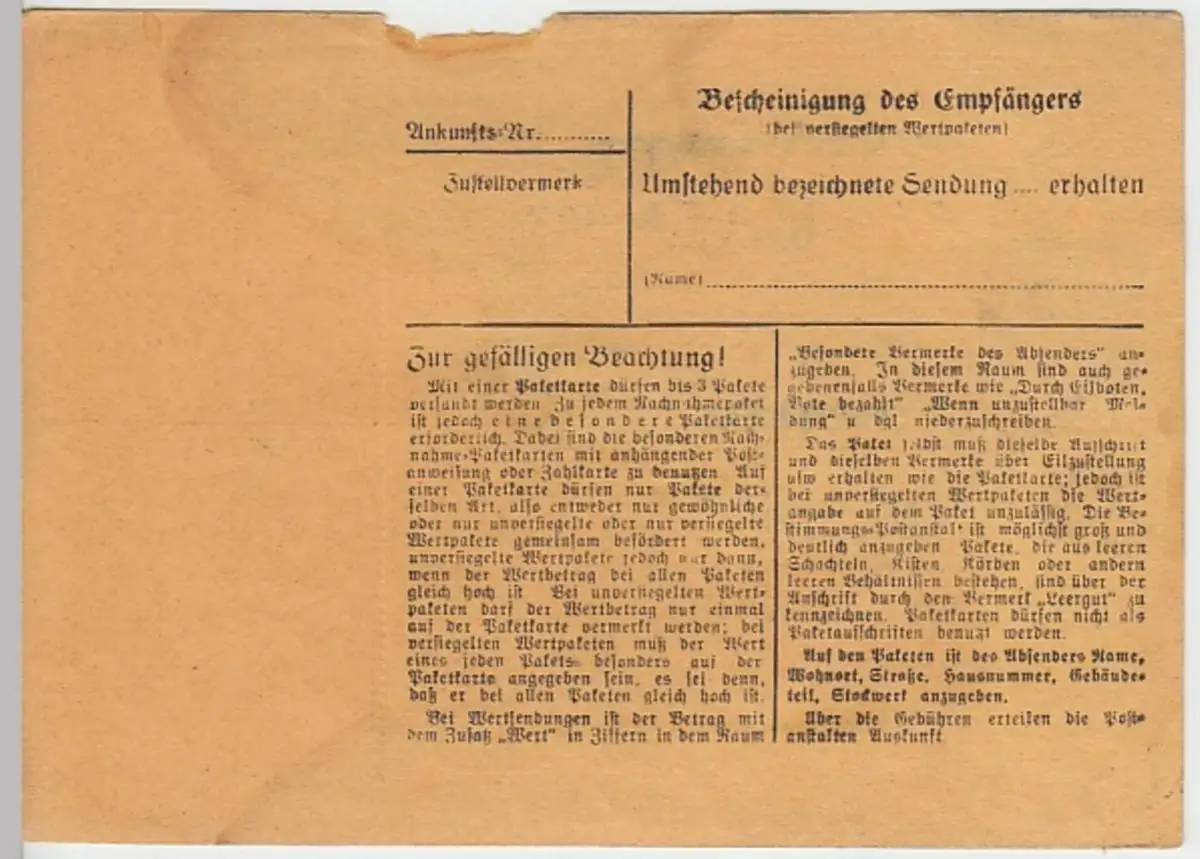 Ankunfts-Nr...........
Zustellvermerk
Bescheinigung des Empfängers
(bei versiegelten Wertpaketen)
Umstehend bezeichnete Sendung .... erhalten
(Name)
Zur gefälligen Beachtung!
Mit einer Paketkarte dürfen bis 3 Pakete
versandt werden Zu jedem Nachnahmepaket
ist jedoch eine besondere Paketkarte
erforderlich. Dabei sind die besonderen Nach-
nahme-Paketkarten mit anhängender Post-
anweisung oder Zahlkarte zu benutzen. Auf
einer Paketkarte dürfen nur Pakete der-
selben Art, also entweder nur gewöhnliche
oder nur unversiegelte oder nur versiegelte
Wertpakete gemeinsam befördert werden,
unversiegelte Wertpakete jedoch nur dann,
wenn der Wertbetrag bei allen Paketen
gleich hoch ist Bei unversiegelten Wert-
paketen darf der Wertbetrag nur einmal
auf der Paketkarte vermerkt werden; bei
versiegelten Wertpaketen muß der Wert
eines jeden Pakets besonders auf der
Paketkarte angegeben sein, es sei denn,
daß er bei allen Paketen gleich hoch ist.
Bei Wertsendungen ist der Betrag mit
dem Zusatz „Wert" in Ziffern in dem Raum
„Besondere Vermerke des Absenders" an-
zugeben. In diesem Raum sind auch ge-
gebenenfalls Vermerke wie „Durch Eilboten,
Bote bezahlt" „Wenn unzustellbar Mel-
dung" u dgl niederzuschreiben.
Das Paket selbst muß dieselbe Aufschrift
und dieselben Vermerke über Eilzustellung
usw erhalten wie die Paketkarte; jedoch ist
bei unversiegelten Wertpaketen die Wert-
angabe auf dem Paket unzulässig. Die Be-
stimmungs-Postanstalt ist möglichst groß und
deutlich anzugeben Pakete, die aus leeren
Schachteln, Kisten, Körben oder andern
leeren Behältnissen bestehen, sind über der
Anschrift durch den Vermerk „Leergut" zu
kennzeichnen. Paketkarten dürfen nicht als
Paketaufschriften benutzt werden.
Auf den Paketen ist des Absenders Name,
Wohnort, Straße, Hausnummer, Gebäude-
teil, Stockwert anzugeben.
Über die Gebühren erteilen die Post-
anstalten Auskunft